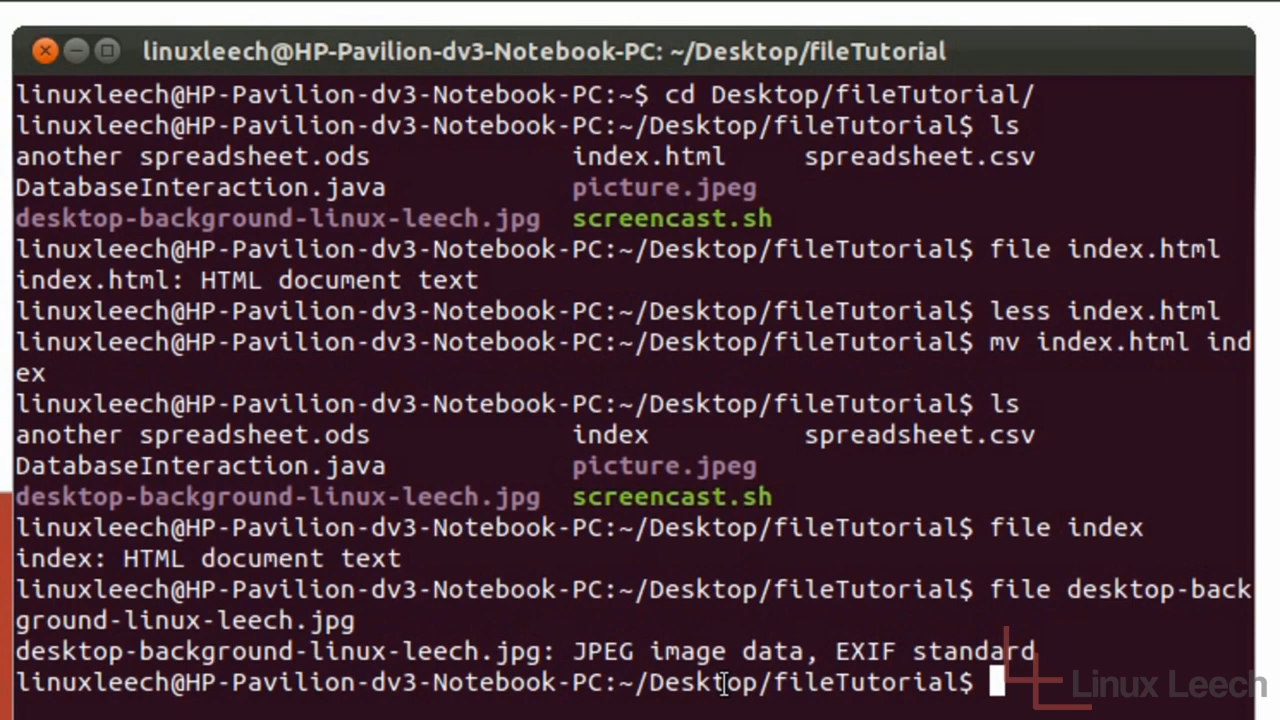 linuxleech@HP-Pavilion-dv3-Notebook-PC: ~/Desktop/fileTutorial
linuxleech@HP-Pavilion-dv3-Notebook-PC:~$ cd Desktop/fileTutorial/
linuxleech@HP-Pavilion-dv3-Notebook-PC:~/Desktop/fileTutorial$ ls
another spreadsheet.ods index.html spreadsheet.csv
DatabaseInteraction.java picture.jpeg
desktop-background-linux-leech.jpg screencast.sh
linuxleech@HP-Pavilion-dv3-Notebook-PC:~/Desktop/fileTutorial$ file index.html
index.html: HTML document text
linuxleech@HP-Pavilion-dv3-Notebook-PC:~/Desktop/fileTutorial$ less index.html
linuxleech@HP-Pavilion-dv3-Notebook-PC:~/Desktop/fileTutorial$ mv index.html ind
ex
linuxleech@HP-Pavilion-dv3-Notebook-PC:~/Desktop/fileTutorial$ ls
another spreadsheet.ods index spreadsheet.csv
DatabaseInteraction.java picture.jpeg
desktop-background-linux-leech.jpg screencast.sh
linuxleech@HP-Pavilion-dv3-Notebook-PC:~/Desktop/fileTutorial$ file index
index: HTML document text
linuxleech@HP-Pavilion-dv3-Notebook-PC:~/Desktop/fileTutorial$ file desktop-back
ground-linux-leech.jpg
desktop-background-linux-leech.jpg: JPEG image data, EXIF standard
linuxleech@HP-Pavilion-dv3-Notebook-PC:~/Desktop/fileTutorial$
Linux Leech